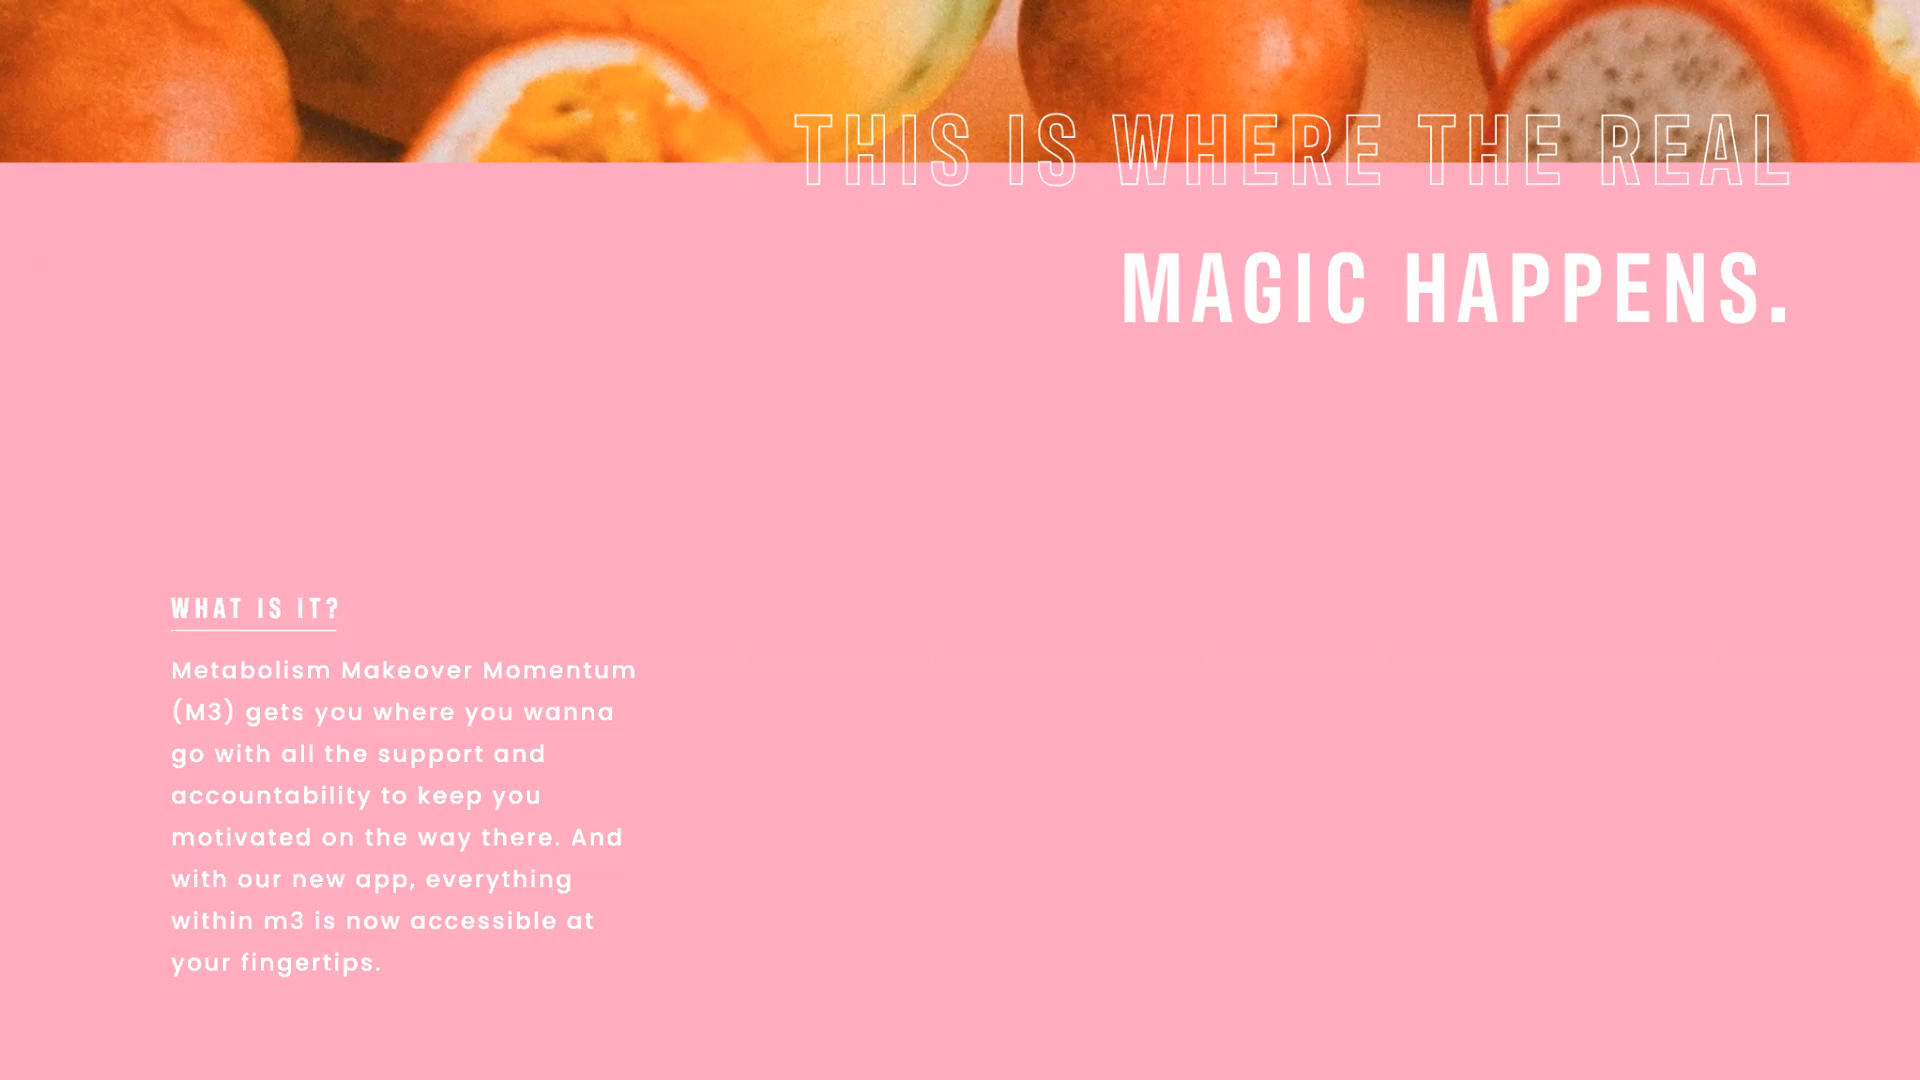 THIS IS WHERE THE REAL
MAGIC HAPPENS.
WHAT IS IT?
Metabolism Makeover Momentum
(M3) gets you where you wanna
go with all the support and
accountability to keep you
motivated on the way there. And
with our new app, everything
within m3 is now accessible at
your fingertips.